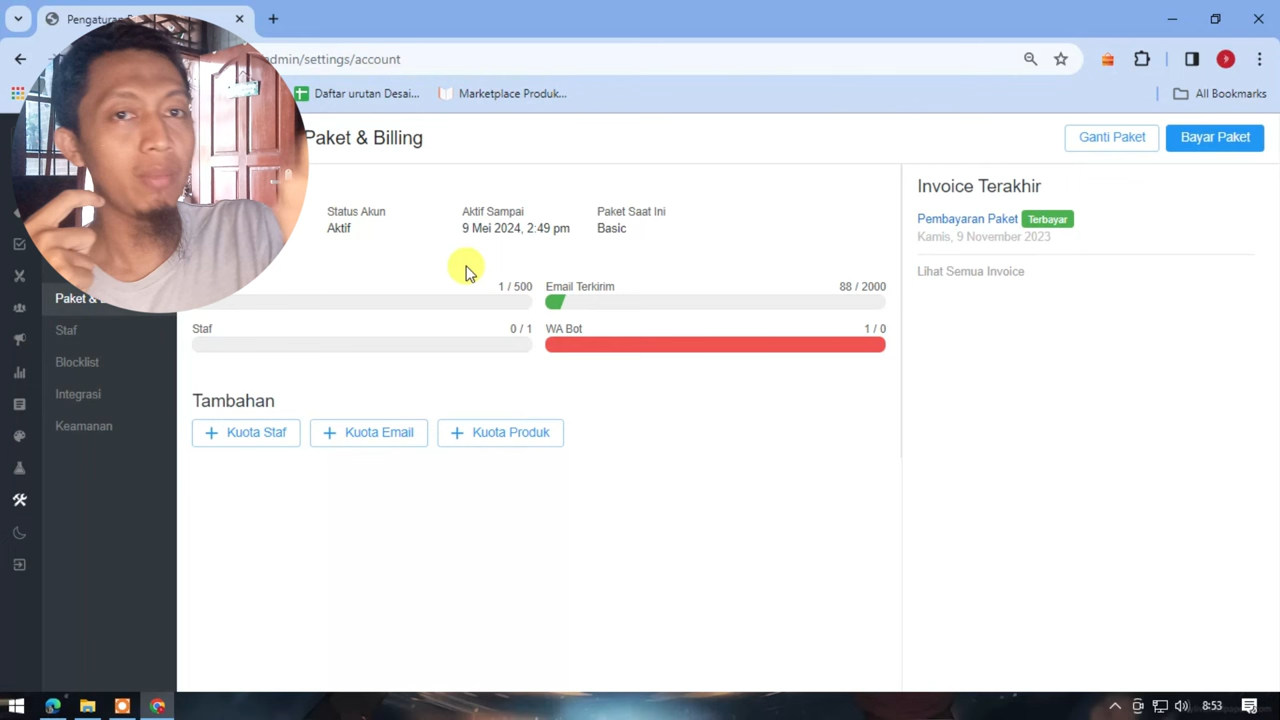 Pengaturan
dmin/settings/account
Daftar urutan Desai...
Marketplace Produk...
All Bookmarks
Paket & Billing
Ganti Paket
Bayar Paket
Status Akun
Aktif
Aktif Sampai
9 Mei 2024, 2:49 pm
Paket Saat Ini
Basic
Invoice Terakhir
Pembayaran Paket Terbayar
Kamis, 9 November 2023
Lihat Semua Invoice
1 / 500
Email Terkirim 88 / 2000
Staf 0 / 1
WA Bot 1 / 0
Paket &
Staf
Blocklist
Integrasi
Keamanan
Tambahan
+ Kuota Staf
+ Kuota Email
+ Kuota Produk
8:53